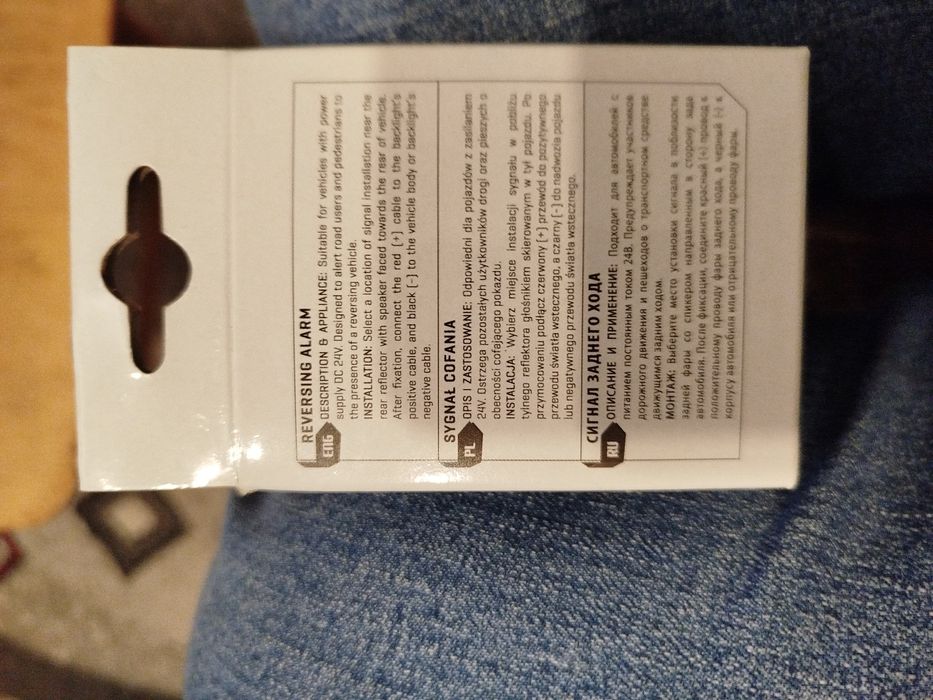 REVERSING ALARM
ENG DESCRIPTION & APPLIANCE: Suitable for vehicles with power
supply DC 24V. Designed to alert road users and pedestrians to
the presence of a reversing vehicle.
INSTALLATION: Select a location of signal installation near the
rear reflector with speaker faced towards the rear of vehicle.
After fixation, connect the red [+] cable to the backlight's
positive cable, and black [-] to the vehicle body or backlight's
negative cable.
SYGNAŁ COFANIA
PL OPIS I ZASTOSOWANIE: Odpowiedni dla pojazdów z zasilaniem
24V. Ostrzega pozostałych użytkowników drogi oraz pieszych o
obecności cofającego pokazdu.
INSTALACJA: Wybierz miejsce instalacji sygnału w pobliżu
tylnego reflektora głośnikiem skierowanym w tył pojazdu. Po
przymocowaniu podłącz czerwony [+] przewód do pozytywnego
przewodu światła wstecznego, a czarny [-] do nadwozia pojazdu
lub negatywnego przewodu światła wstecznego.
СИГНАЛ ЗАДНЕГО ХОДА
RU ОПИСАНИЕ И ПРИМЕНЕНИЕ: Подходит для автомобилей с
питанием постоянным током 24В. Предупреждает участников
дорожного движения и пешеходов о транспортном средстве
движущимся задним ходом.
МОНТАЖ: Выберите место установки сигнала в поблизости
задней фары со спикером направленным в сторону зада
автомобиля. После фиксации, соедините красный [+] провод к
положительному проводу фары заднего хода, а черный [-] к
корпусу автомобиля или отрицательному проводу фары.